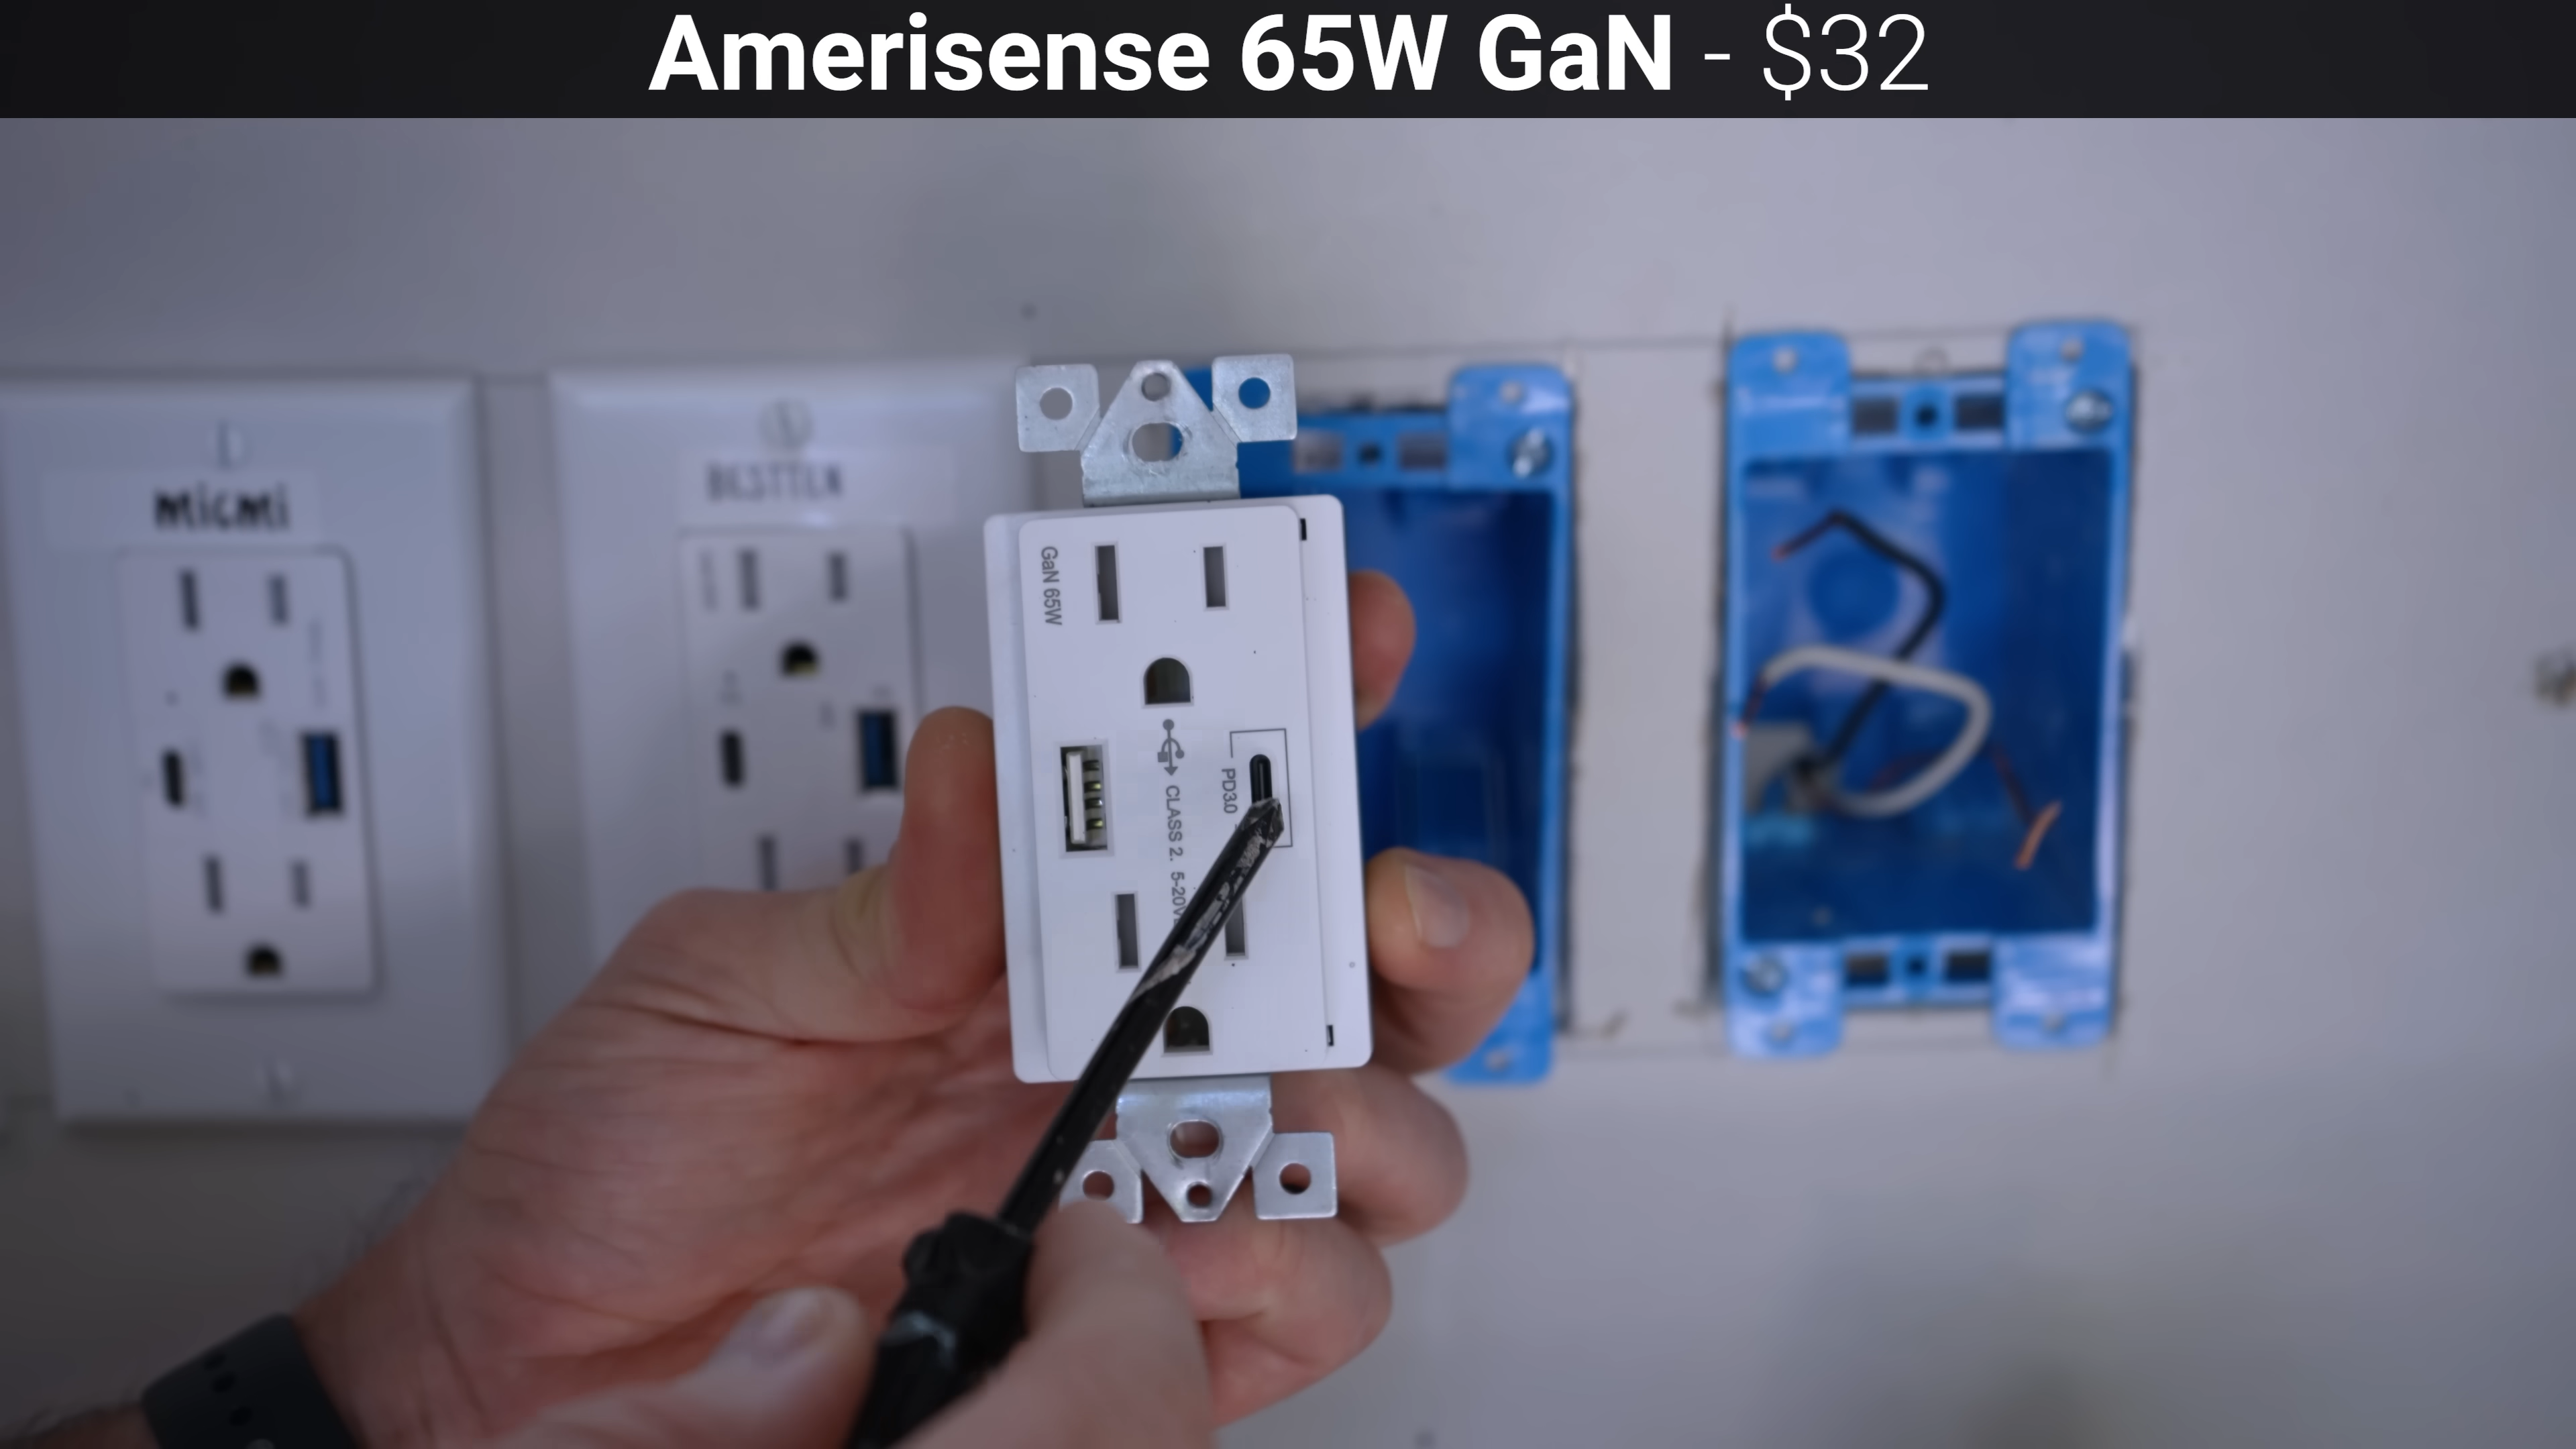 Amerisense 65W GaN - $32
MiCMi
BESTTEN
GaN 65W
PD3.0
CLASS 2. 5-20V